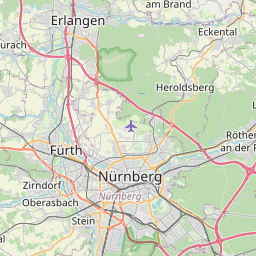 am Brand
Erlangen
urach
Eckental
Heroldsberg
Röthen
an der P
Fürth
Nürnberg
Zirndorf
Nürnberg
Oberasbach
Stein